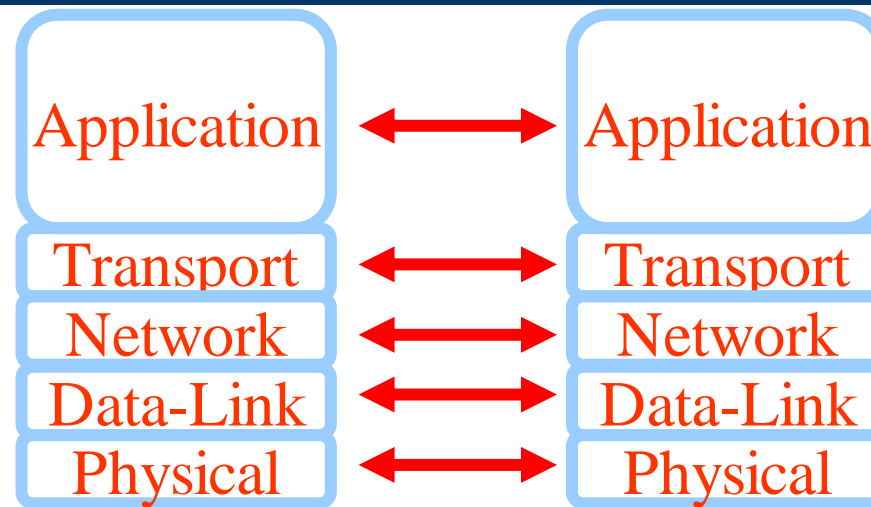 Application Application
Transport Transport
Network Network
Data-Link Data-Link
Physical Physical